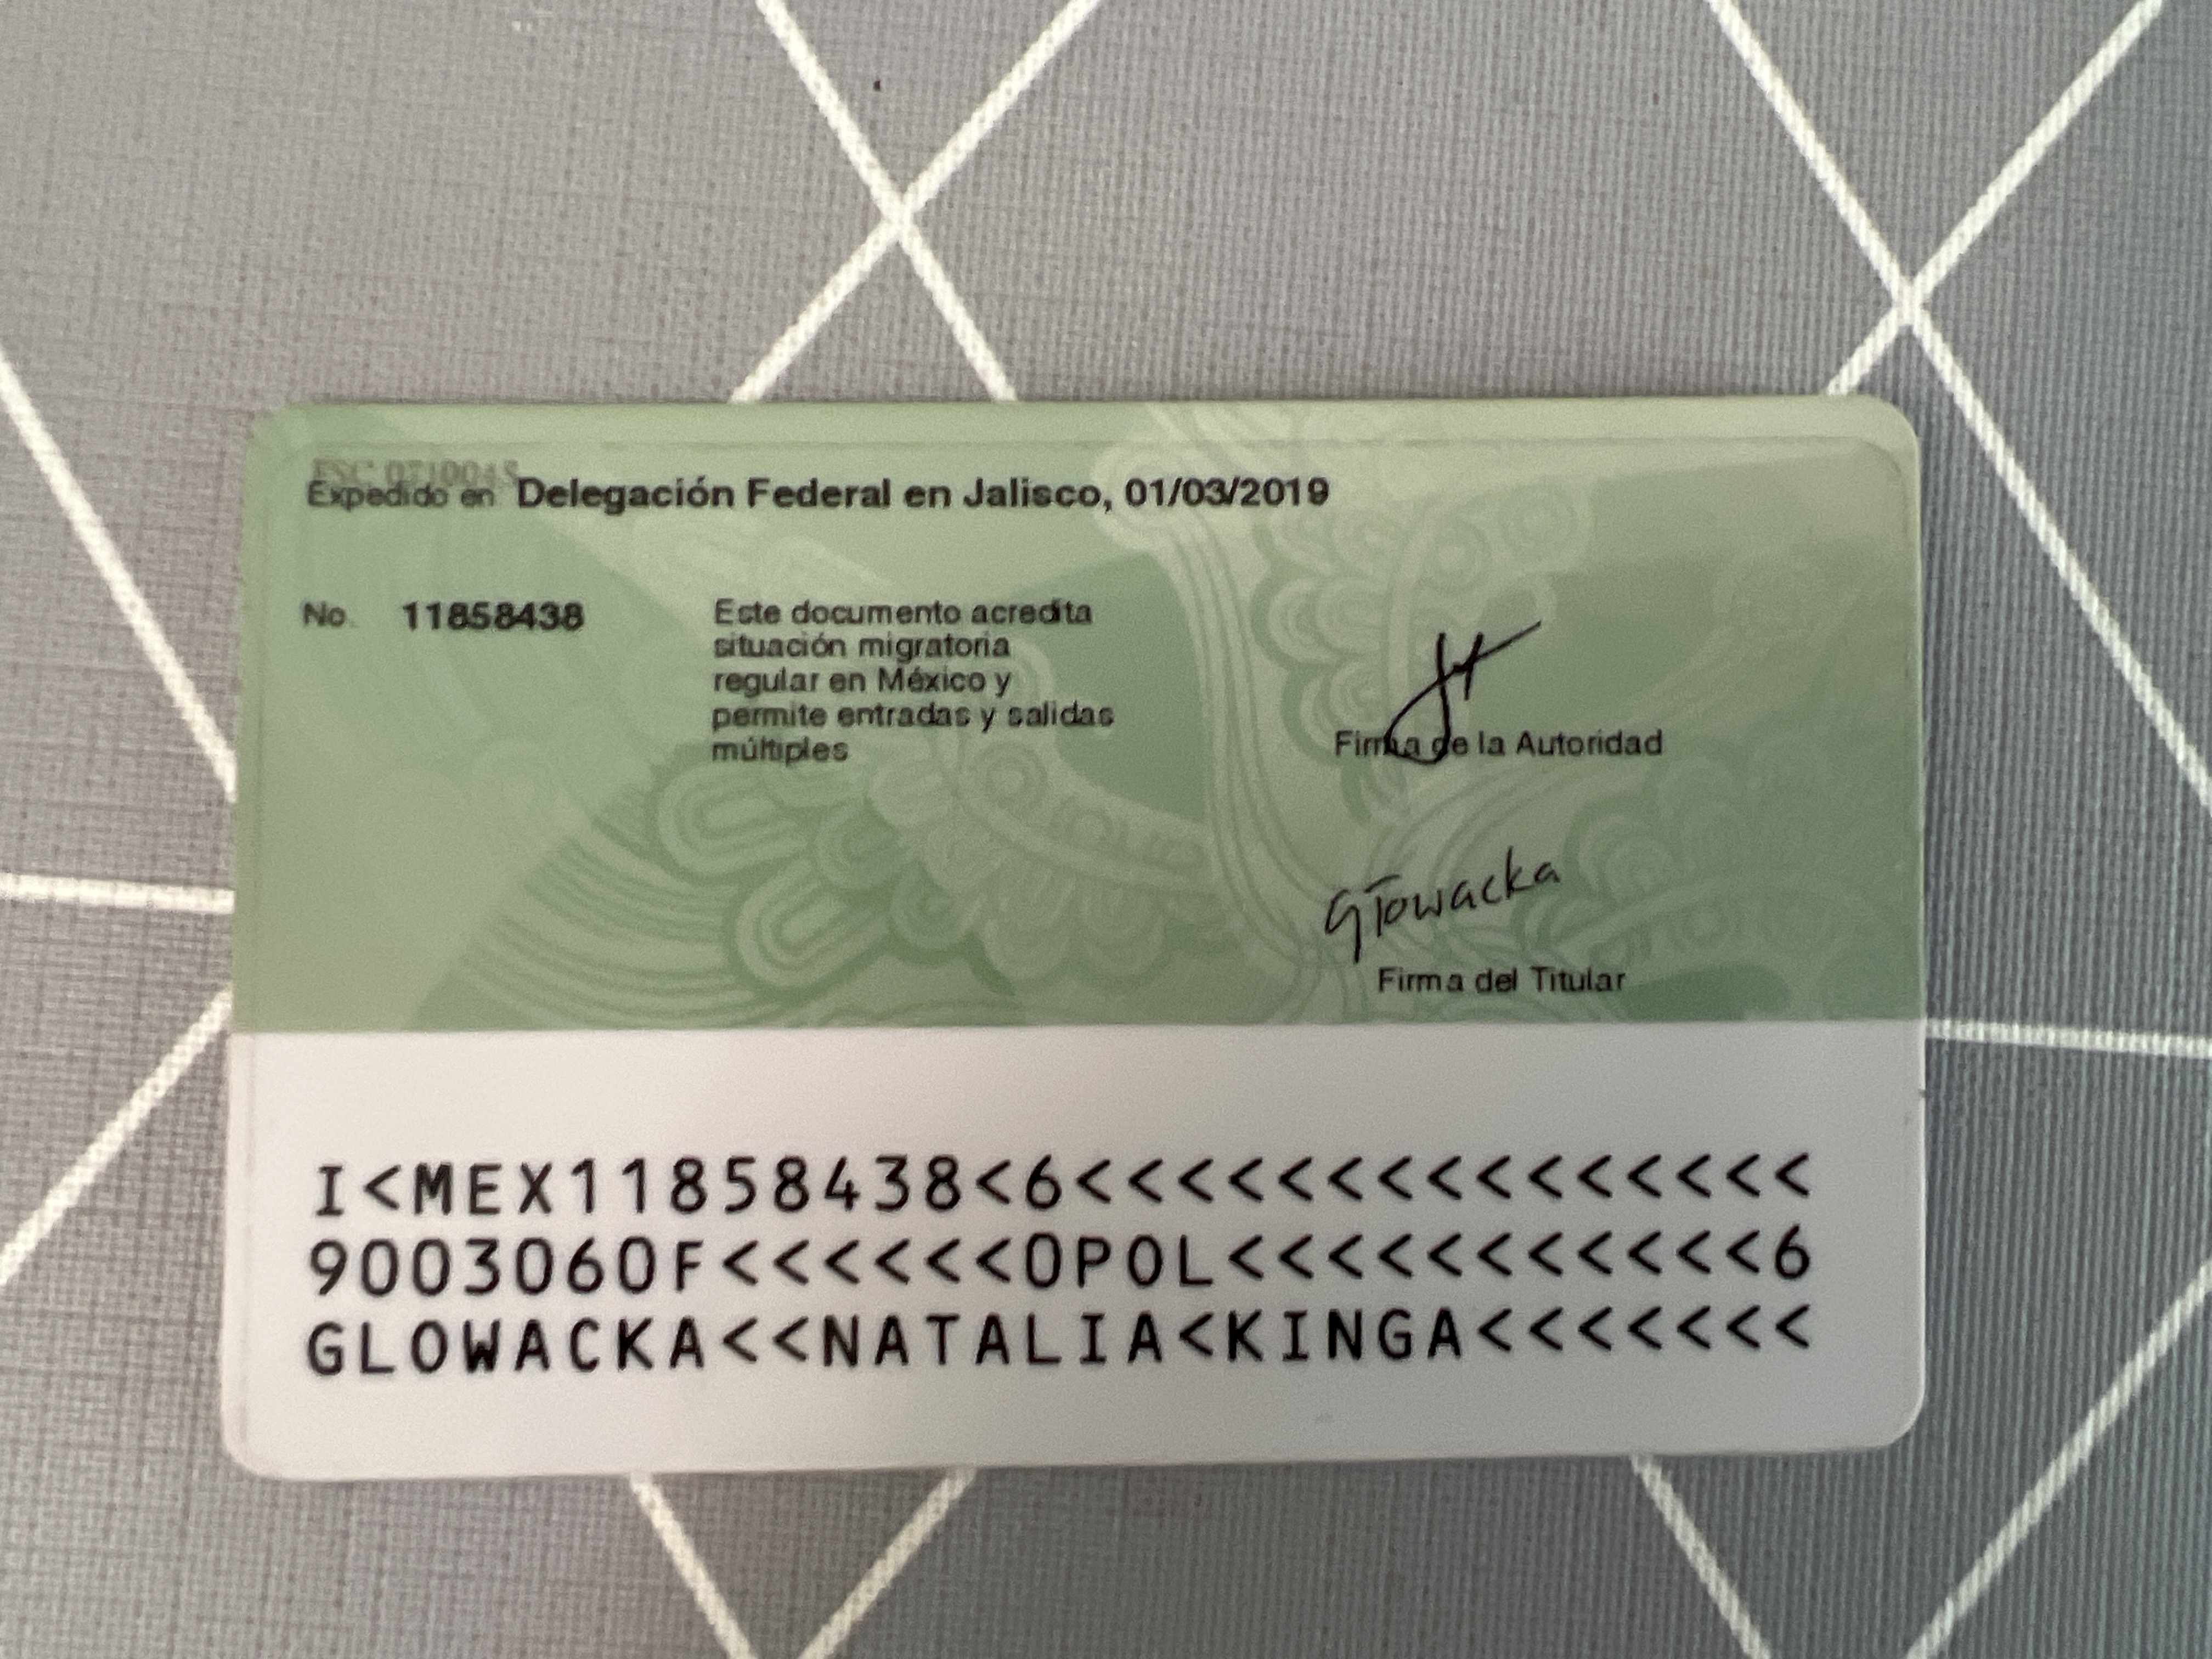 Expedido en Delegación Federal en Jalisco, 01/03/2019
No. 11858438
Este documento acredita
situación migratoria
regular en México y
permite entradas y salidas
múltiples
Firma de la Autoridad
Głowacka
Firma del Titular
I<MEX11858438<6<<<<<<<<<<<<<<<
9003060F<<<<<<0POL<<<<<<<<<<<6
GLOWACKA<<NATALIA<KINGA<<<<<<<